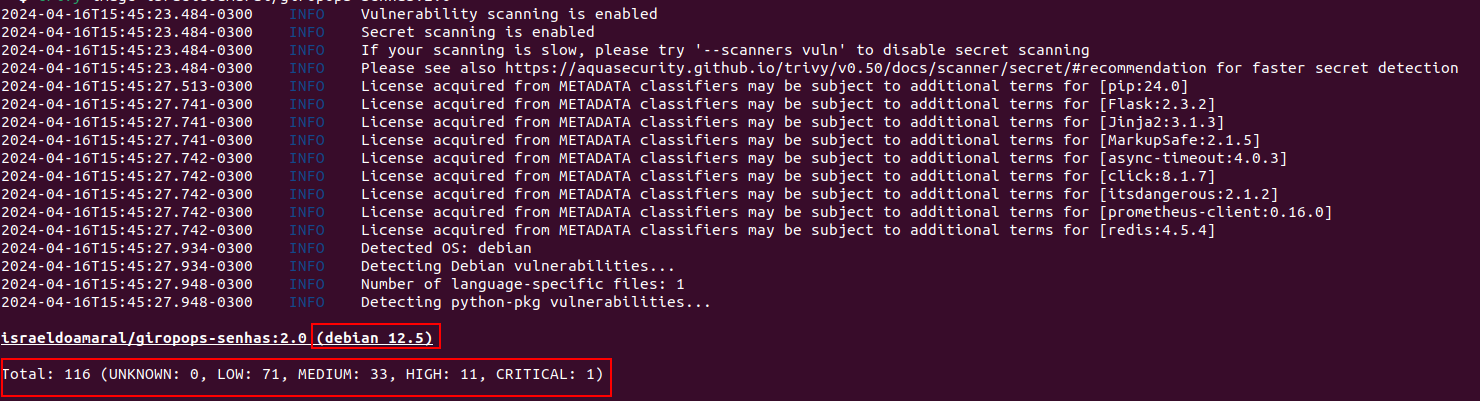 2024-04-16T15:45:23.484-0300 INFO Vulnerability scanning is enabled
2024-04-16T15:45:23.484-0300 INFO Secret scanning is enabled
2024-04-16T15:45:23.484-0300 INFO If your scanning is slow, please try '--scanners vuln' to disable secret scanning
2024-04-16T15:45:23.484-0300 INFO Please see also https://aquasecurity.github.io/trivy/v0.50/docs/scanner/secret/#recommendation for faster secret detection
2024-04-16T15:45:27.513-0300 INFO License acquired from METADATA classifiers may be subject to additional terms for [pip:24.0]
2024-04-16T15:45:27.741-0300 INFO License acquired from METADATA classifiers may be subject to additional terms for [Flask:2.3.2]
2024-04-16T15:45:27.741-0300 INFO License acquired from METADATA classifiers may be subject to additional terms for [Jinja2:3.1.3]
2024-04-16T15:45:27.741-0300 INFO License acquired from METADATA classifiers may be subject to additional terms for [MarkupSafe:2.1.5]
2024-04-16T15:45:27.742-0300 INFO License acquired from METADATA classifiers may be subject to additional terms for [async-timeout:4.0.3]
2024-04-16T15:45:27.742-0300 INFO License acquired from METADATA classifiers may be subject to additional terms for [click:8.1.7]
2024-04-16T15:45:27.742-0300 INFO License acquired from METADATA classifiers may be subject to additional terms for [itsdangerous:2.1.2]
2024-04-16T15:45:27.742-0300 INFO License acquired from METADATA classifiers may be subject to additional terms for [prometheus-client:0.16.0]
2024-04-16T15:45:27.742-0300 INFO License acquired from METADATA classifiers may be subject to additional terms for [redis:4.5.4]
2024-04-16T15:45:27.934-0300 INFO Detected OS: debian
2024-04-16T15:45:27.934-0300 INFO Detecting Debian vulnerabilities...
2024-04-16T15:45:27.948-0300 INFO Number of language-specific files: 1
2024-04-16T15:45:27.948-0300 INFO Detecting python-pkg vulnerabilities...
israeldoamaral/giropops-senhas:2.0 (debian 12.5)
Total: 116 (UNKNOWN: 0, LOW: 71, MEDIUM: 33, HIGH: 11, CRITICAL: 1)